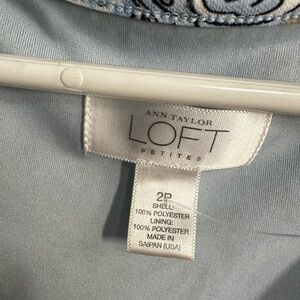 ANN TAYLOR
LOFT
PETITES
2P
SHELL:
100% POLYESTER
LINING:
100% POLYESTER
MADE IN
SAIPAN (USA)